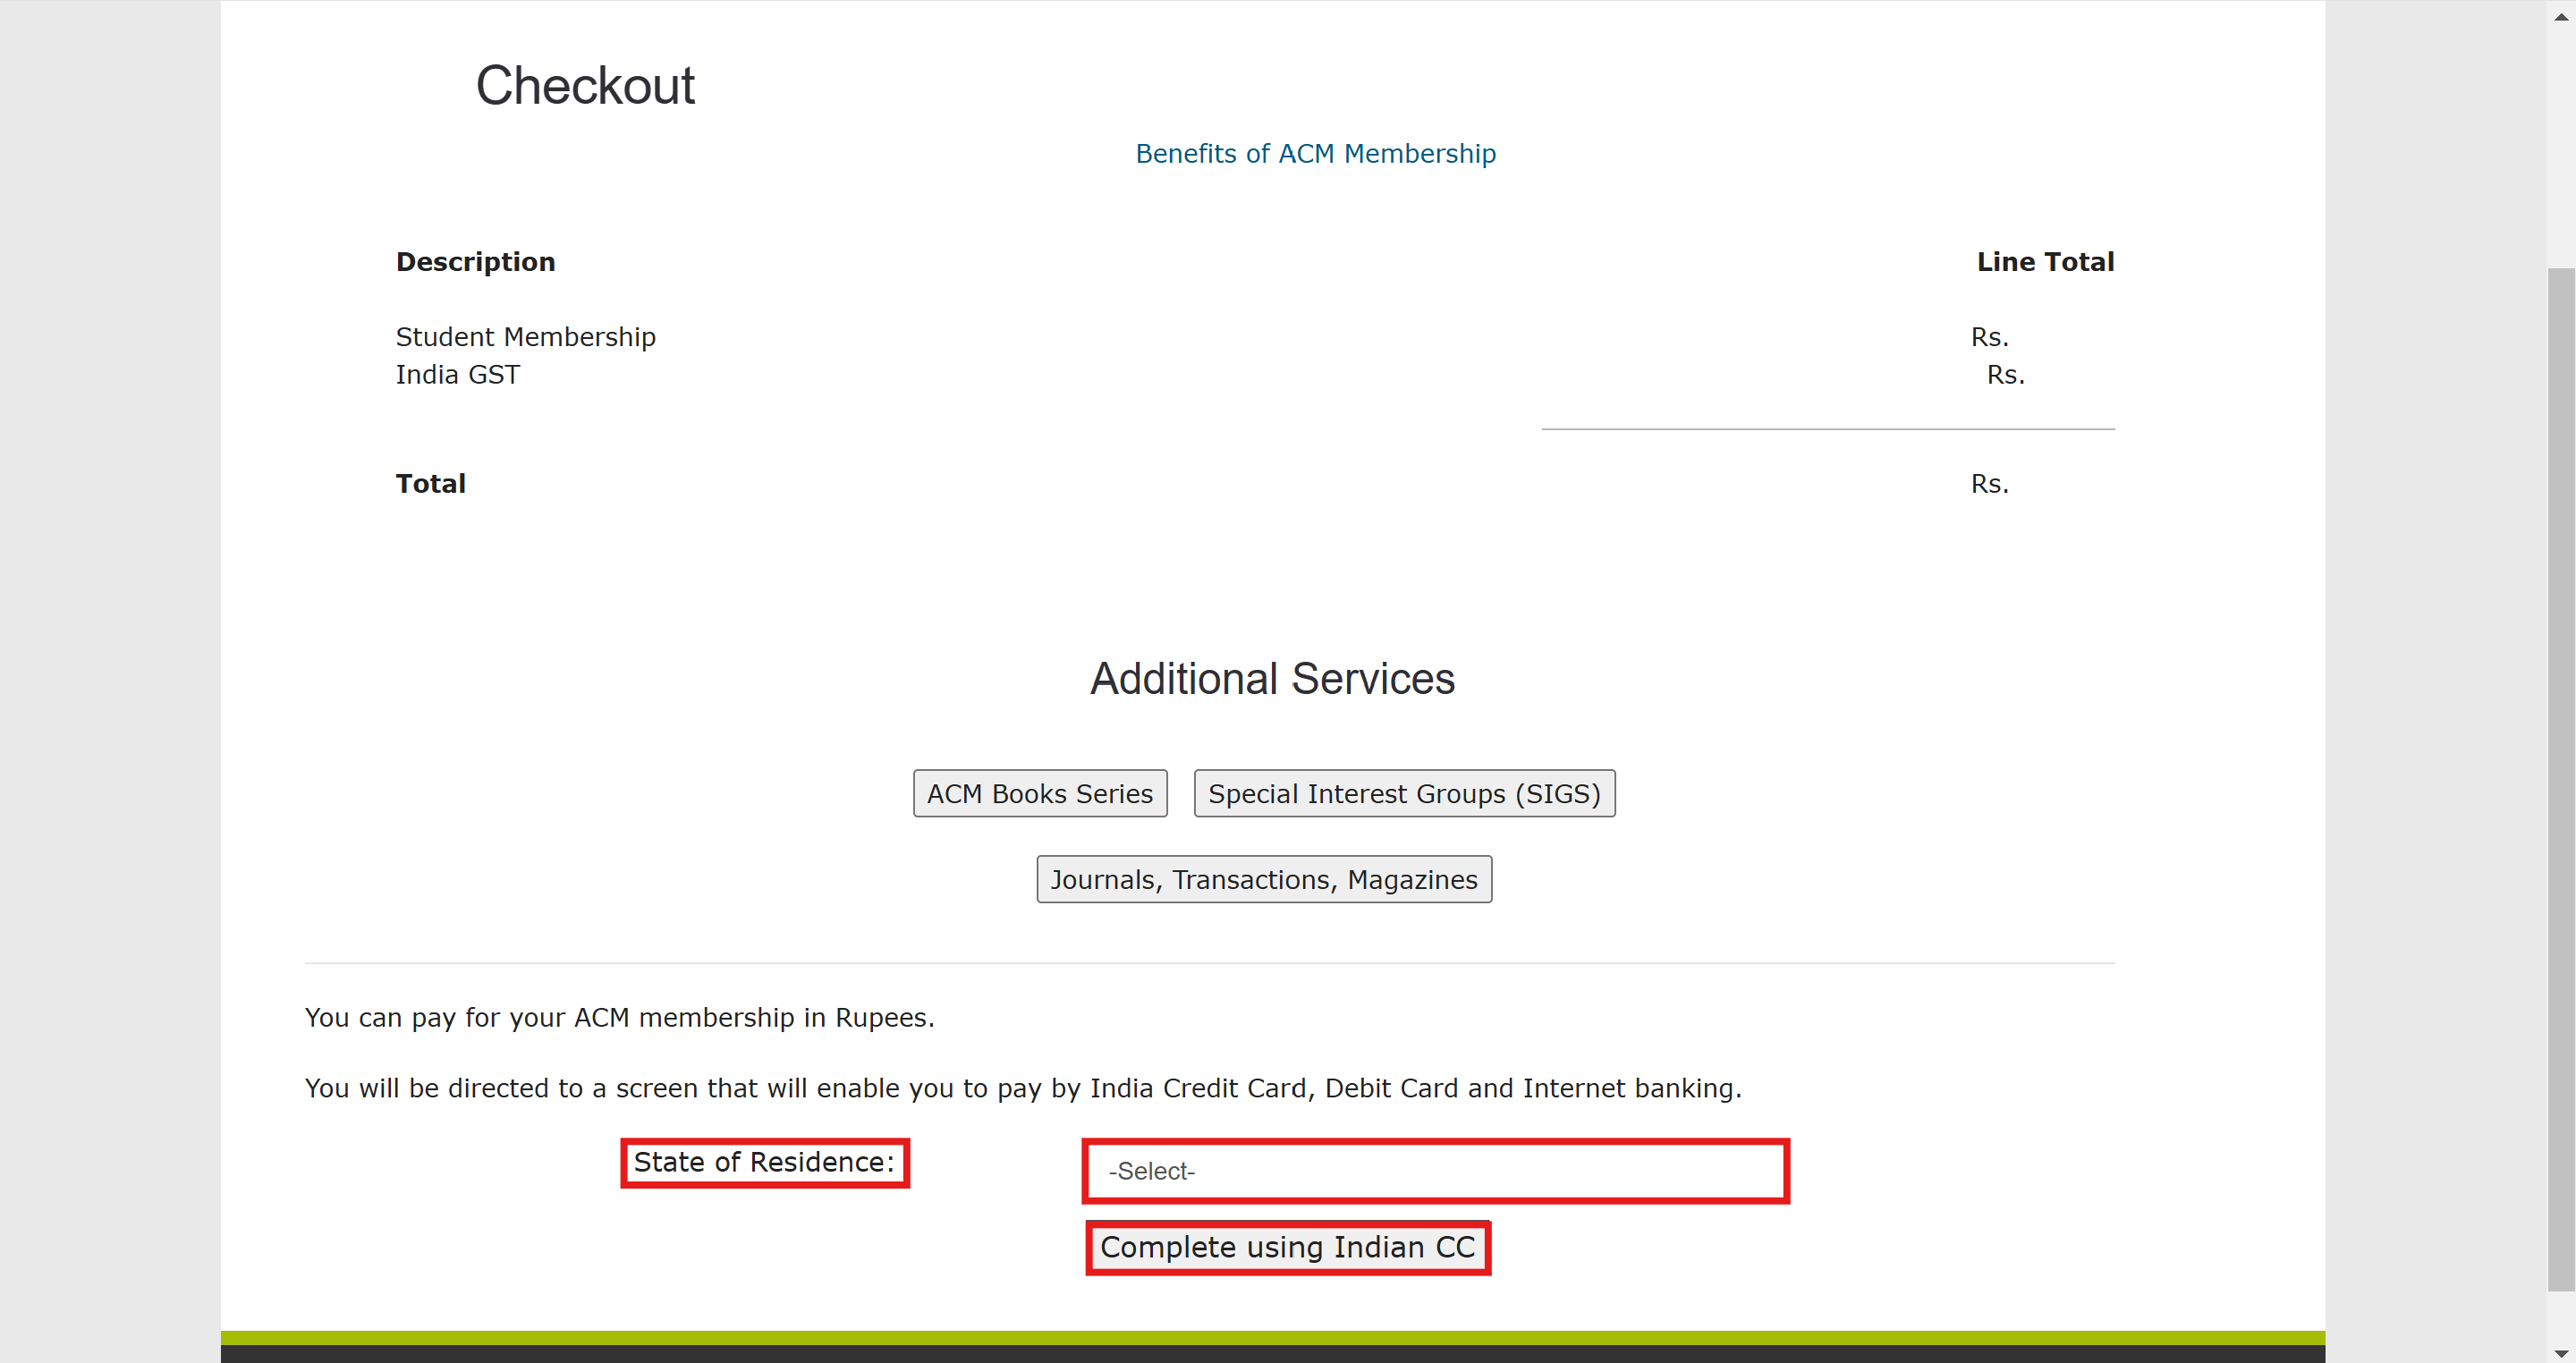 Checkout
Benefits of ACM Membership
Description Line Total
Student Membership Rs.
India GST Rs.
Total Rs.
Additional Services
ACM Books Series Special Interest Groups (SIGS)
Journals, Transactions, Magazines
You can pay for your ACM membership in Rupees.
You will be directed to a screen that will enable you to pay by India Credit Card, Debit Card and Internet banking.
State of Residence: -Select-
Complete using Indian CC